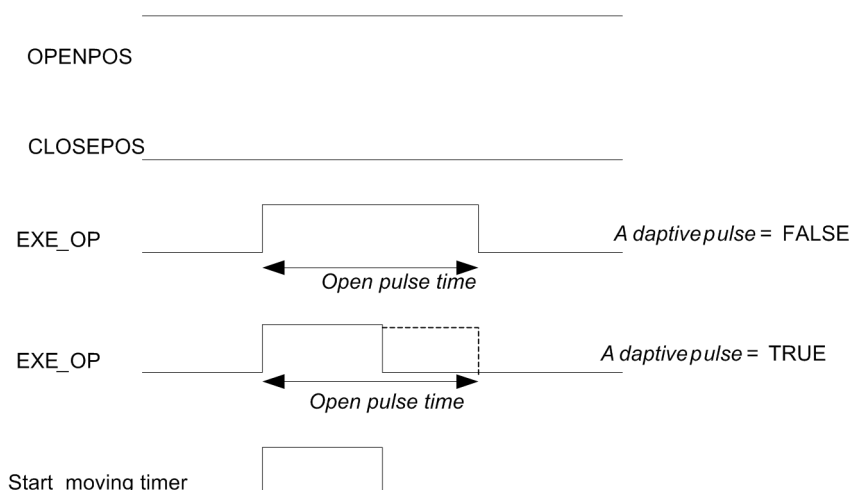 OPENPOS
CLOSEPOS
EXE_OP
A daptive pulse = FALSE
Open pulse time
EXE_OP
A daptive pulse = TRUE
Open pulse time
Start moving timer